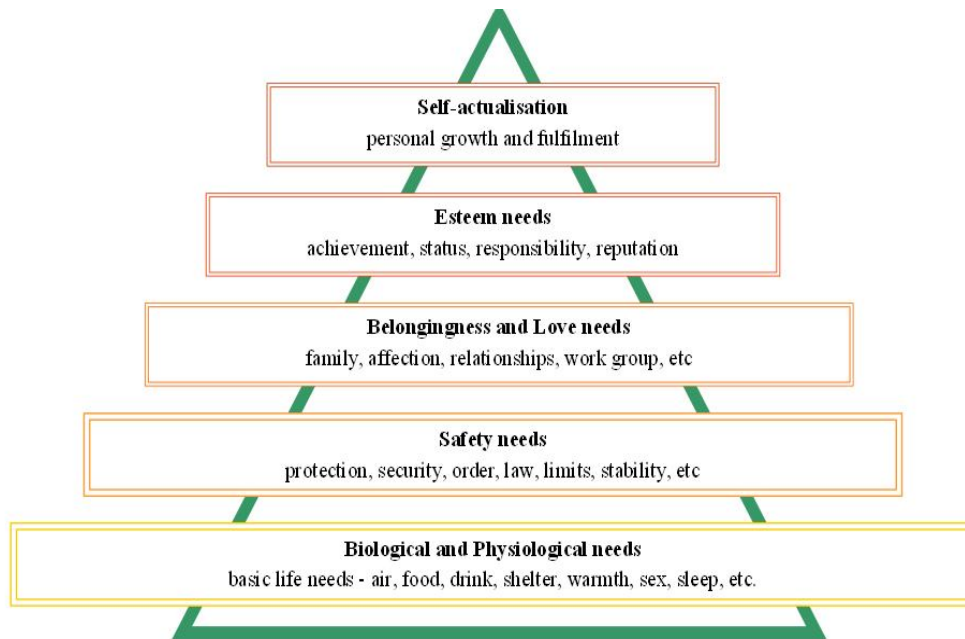 Self-actualisation
personal growth and fulfilment
Esteem needs
achievement, status, responsibility, reputation
Belongingness and Love needs
family, affection, relationships, work group, etc
Safety needs
protection, security, order, law, limits, stability, etc
Biological and Physiological needs
basic life needs - air, food, drink, shelter, warmth, sex, sleep, etc.